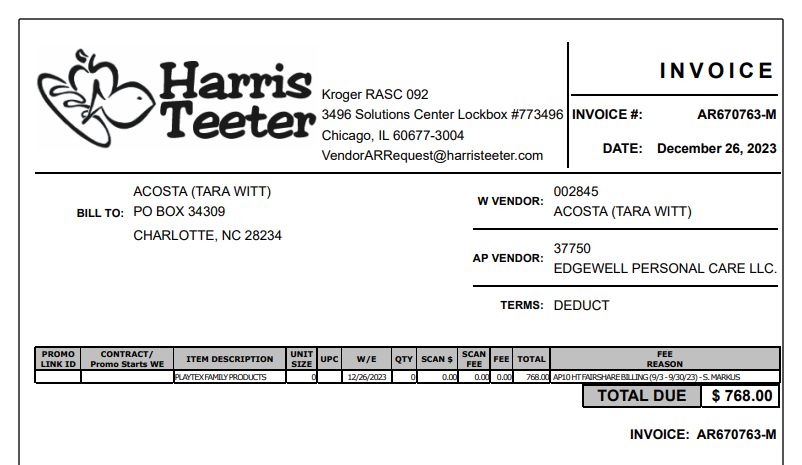 Harris
Teeter
Kroger RASC 092
3496 Solutions Center Lockbox #773496
Chicago, IL 60677-3004
VendorARRequest@harristeeter.com
INVOICE
INVOICE #: AR670763-M
DATE: December 26, 2023
BILL TO:
ACOSTA (TARA WITT)
PO BOX 34309
CHARLOTTE, NC 28234
W VENDOR:
002845
ACOSTA (TARA WITT)
AP VENDOR:
37750
EDGEWELL PERSONAL CARE LLC.
TERMS: DEDUCT
PROMO LINK ID CONTRACT/ Promo Starts WE ITEM DESCRIPTION UNIT SIZE UPC W/E QTY SCAN $ SCAN FEE FEE TOTAL FEE REASON
PLAYTEX FAMILY PRODUCTS 0 12/26/2023 0 0.00 0.00 0.00 768.00 AP10 HT FAIRSHARE BILLING (9/3 - 9/30/23) - S. MARKUS
TOTAL DUE $ 768.00
INVOICE: AR670763-M